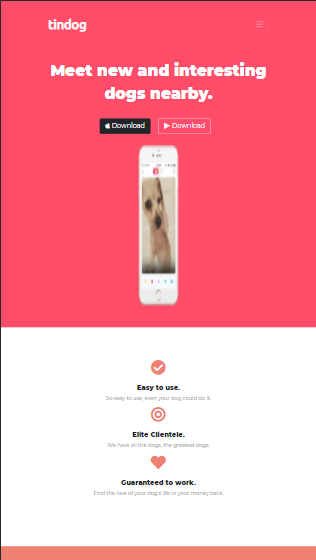 tindog
Meet new and interesting
dogs nearby.
Download
Download
Easy to use.
So easy to use, even your dog could do it.
Elite Clientele.
We have all the dogs, the greatest dogs.
Guaranteed to work.
Find the love of your dog's life or your money back.